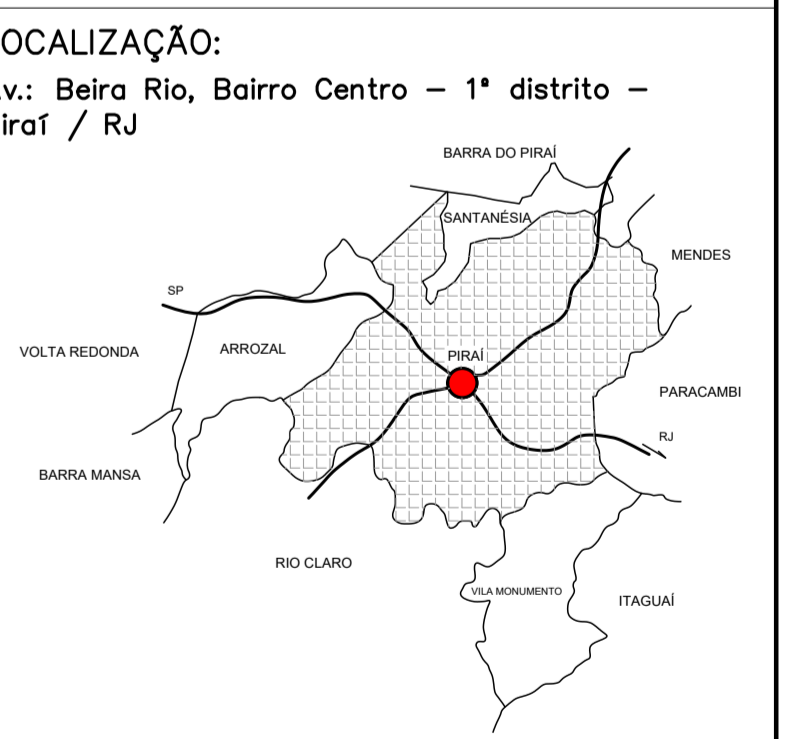 OCALIZAÇÃO:
v.: Beira Rio, Bairro Centro – 1º distrito –
iraí / RJ
BARRA DO PIRAÍ
SANTANÉSIA
MENDES
SP
VOLTA REDONDA
ARROZAL
PIRAÍ
PARACAMBI
RJ
BARRA MANSA
RIO CLARO
VILA MONUMENTO
ITAGUAÍ